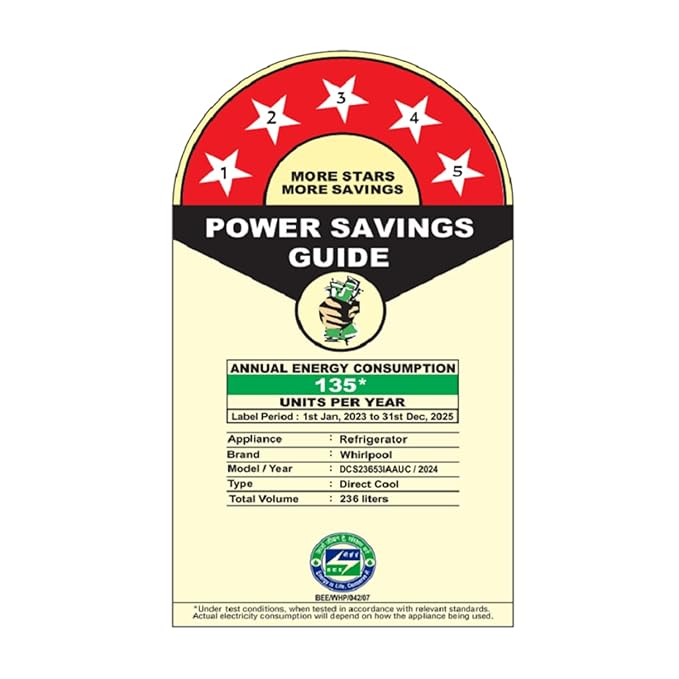 1 2 3 4 5
MORE STARS
MORE SAVINGS
POWER SAVINGS
GUIDE
ANNUAL ENERGY CONSUMPTION
135*
UNITS PER YEAR
Label Period : 1st Jan, 2023 to 31st Dec, 2025
Appliance : Refrigerator
Brand : Whirlpool
Model / Year : DCS23653IAAUC / 2024
Type : Direct Cool
Total Volume : 236 liters
BEE/WHP/042/07
*Under test conditions, when tested in accordance with relevant standards.
Actual electricity consumption will depend on how the appliance being used.